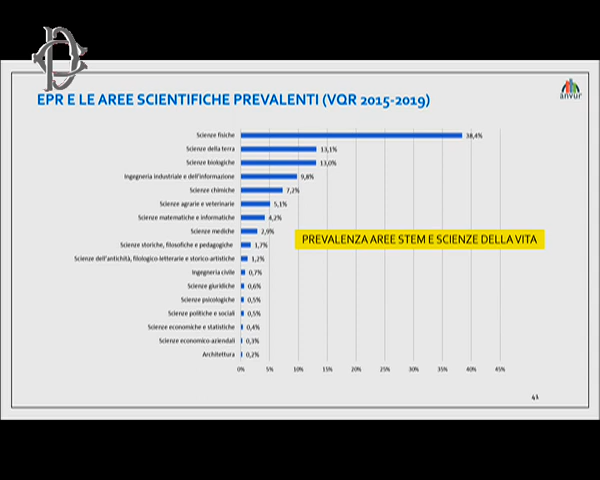 EPR E LE AREE SCIENTIFICHE PREVALENTI (VQR 2015-2019)
anvur
Scienze fisiche 38,4%
Scienze della terra 13,1%
Scienze biologiche 13,0%
Ingegneria industriale e dell'informazione 9,8%
Scienze chimiche 7,2%
Scienze agrarie e veterinarie 5,1%
Scienze matematiche e informatiche 4,2%
Scienze mediche 2,9%
PREVALENZA AREE STEM E SCIENZE DELLA VITA
Scienze storiche, filosofiche e pedagogiche 1,7%
Scienze dell'antichità, filologico-letterarie e storico-artistiche 1,2%
Ingegneria civile 0,7%
Scienze giuridiche 0,6%
Scienze psicologiche 0,5%
Scienze politiche e sociali 0,5%
Scienze economiche e statistiche 0,4%
Scienze economico-aziendali 0,3%
Architettura 0,2%
0% 5% 10% 15% 20% 25% 30% 35% 40% 45%
41